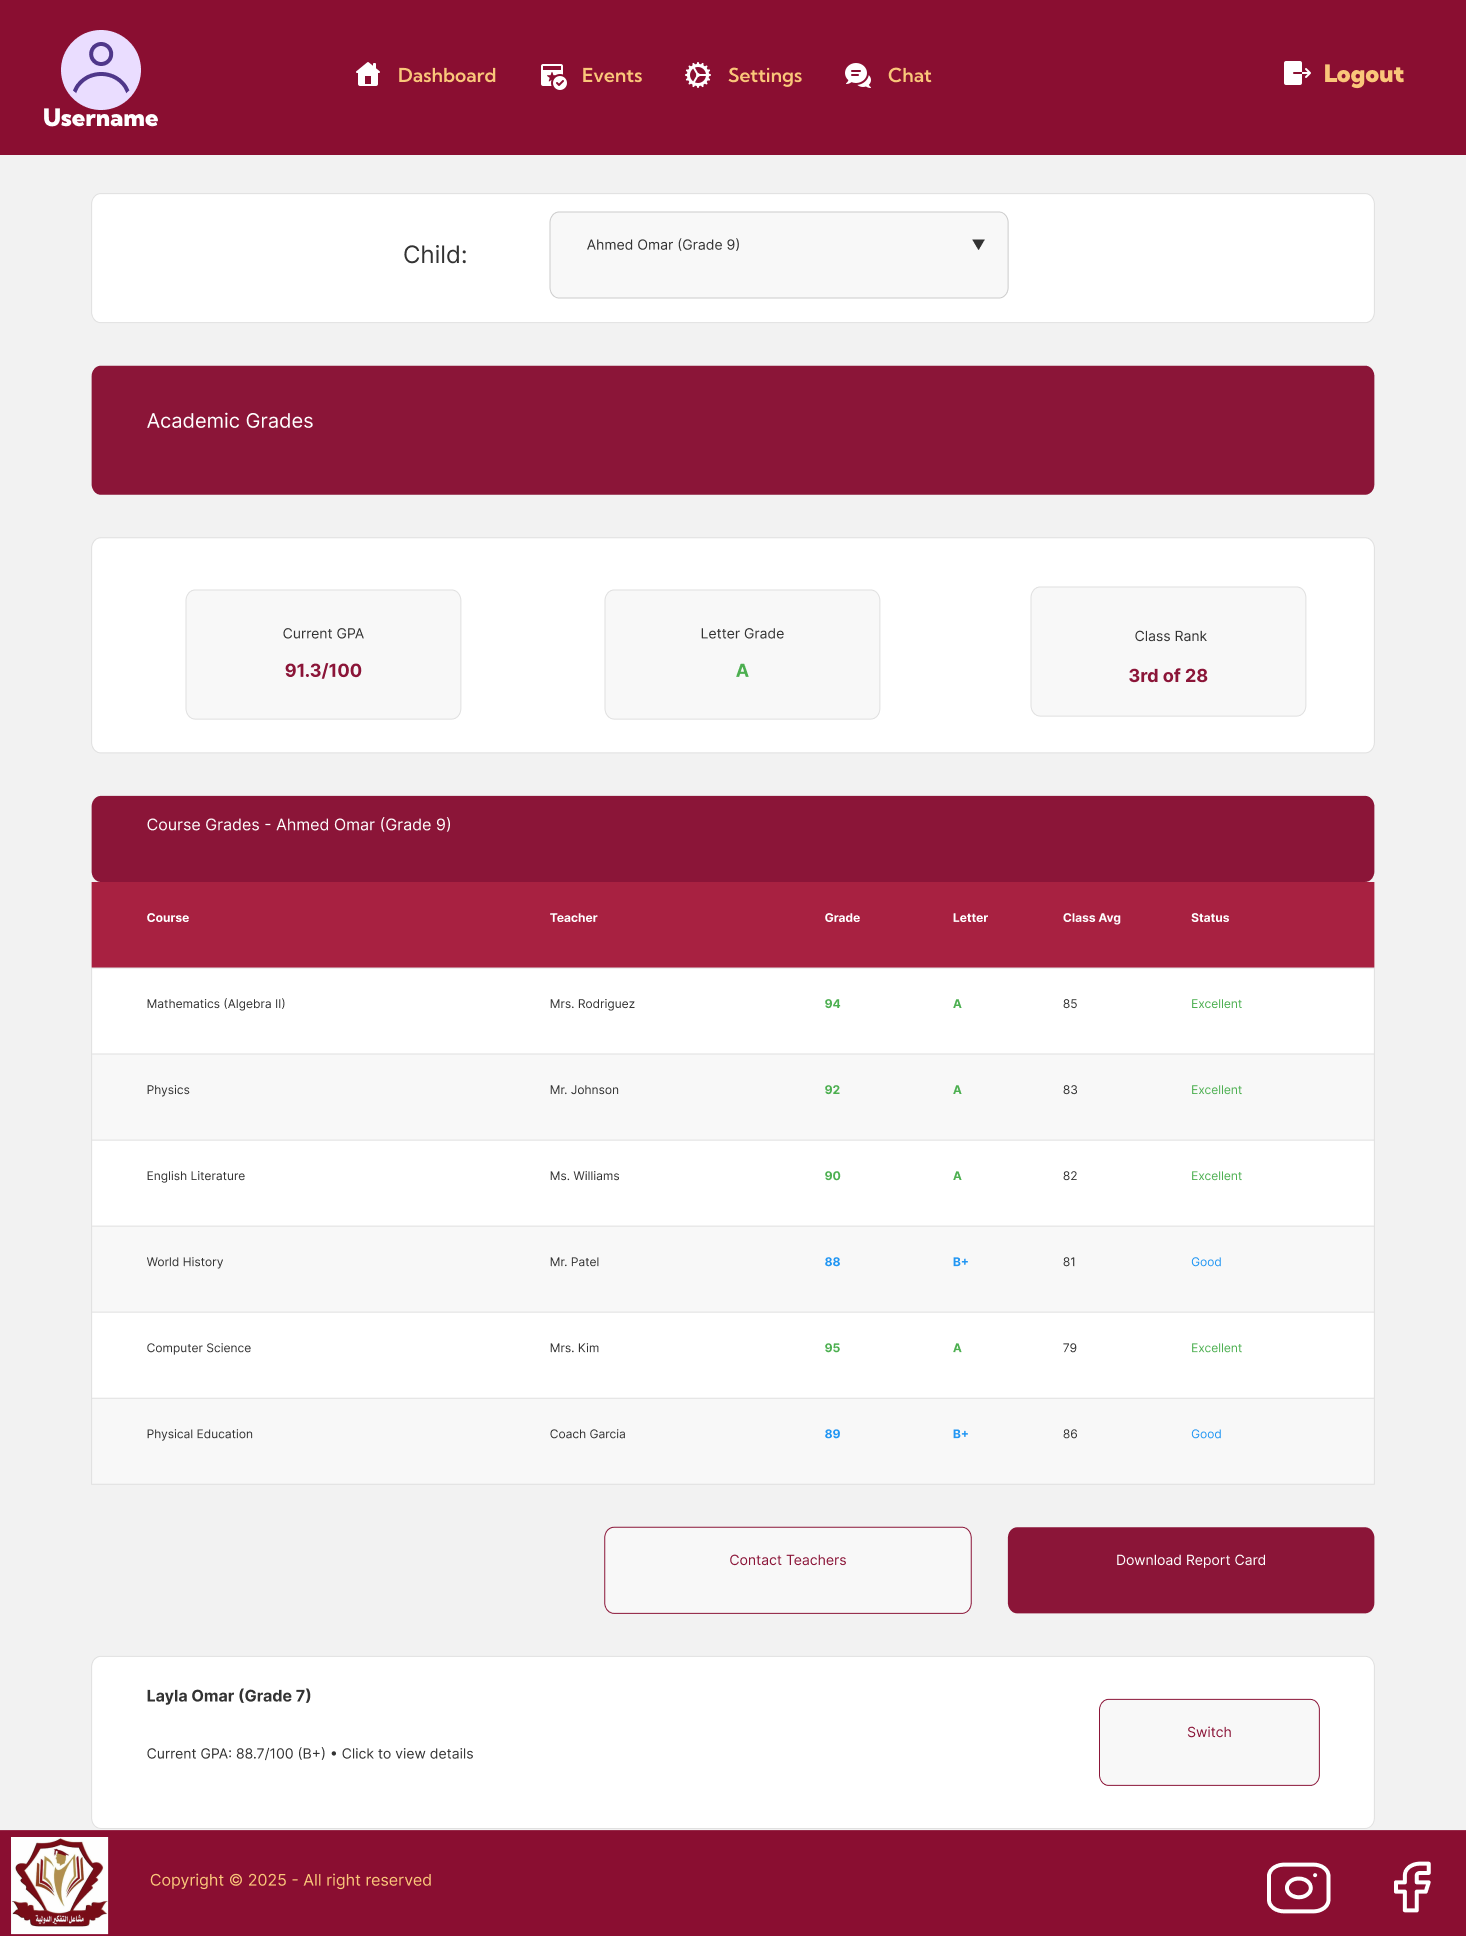 Username
Dashboard
Events
Settings
Chat
Logout
Child:
Ahmed Omar (Grade 9)
Academic Grades
Current GPA
91.3/100
Letter Grade
A
Class Rank
3rd of 28
Course Grades - Ahmed Omar (Grade 9)
Course Teacher Grade Letter Class Avg Status
Mathematics (Algebra II) Mrs. Rodriguez 94 A 85 Excellent
Physics Mr. Johnson 92 A 83 Excellent
English Literature Ms. Williams 90 A 82 Excellent
World History Mr. Patel 88 B+ 81 Good
Computer Science Mrs. Kim 95 A 79 Excellent
Physical Education Coach Garcia 89 B+ 86 Good
Contact Teachers
Download Report Card
Layla Omar (Grade 7)
Current GPA: 88.7/100 (B+) • Click to view details
Switch
مشاعل التفكير الدولية
Copyright © 2025 - All right reserved